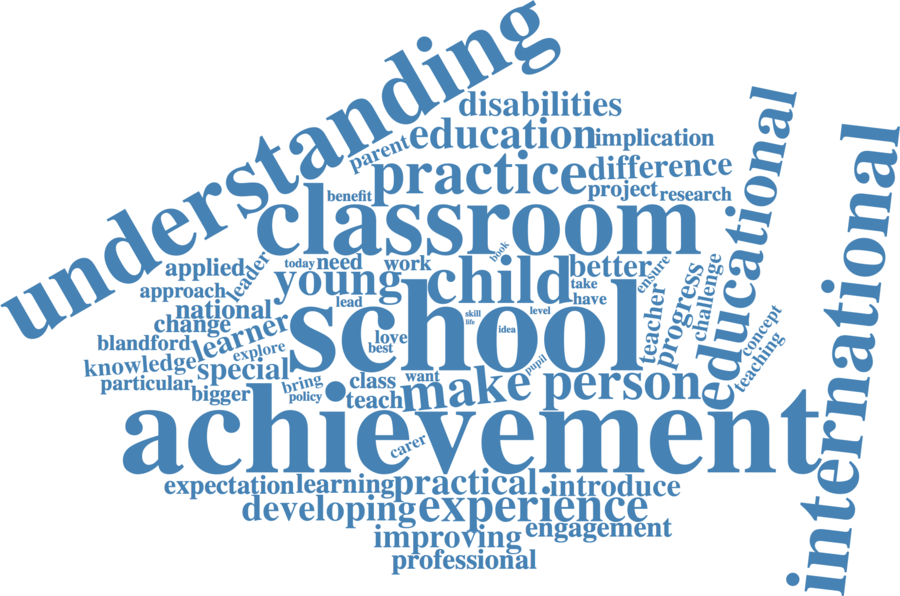 understanding
disabilities
parent
education
implication
practice
difference
benefit
project
research
classroom
educational
international
applied
leader
today
need
work
book
young
child
better
ensure
approach
take
have
national
lead
skill
life
level
idea
change
learner
school
teacher
progress
challenge
concept
teaching
blandford
explore
love
best
knowledge
special
pupil
particular
bigger
bring
policy
class
want
teach
make
person
achievement
carer
expectation
learning
practical
introduce
developing
experience
engagement
improving
professional